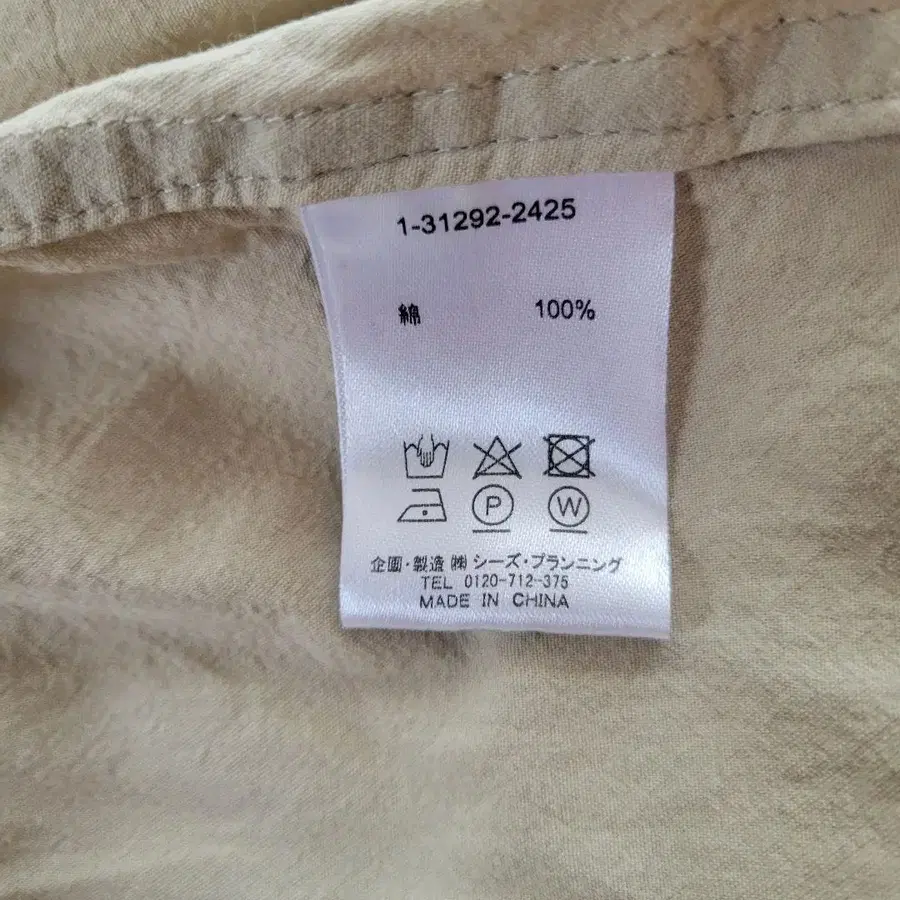 1-31292-2425
綿 100%
P W
企画・製造 ㈱ シーズ・プランニング
TEL 0120-712-375
MADE IN CHINA